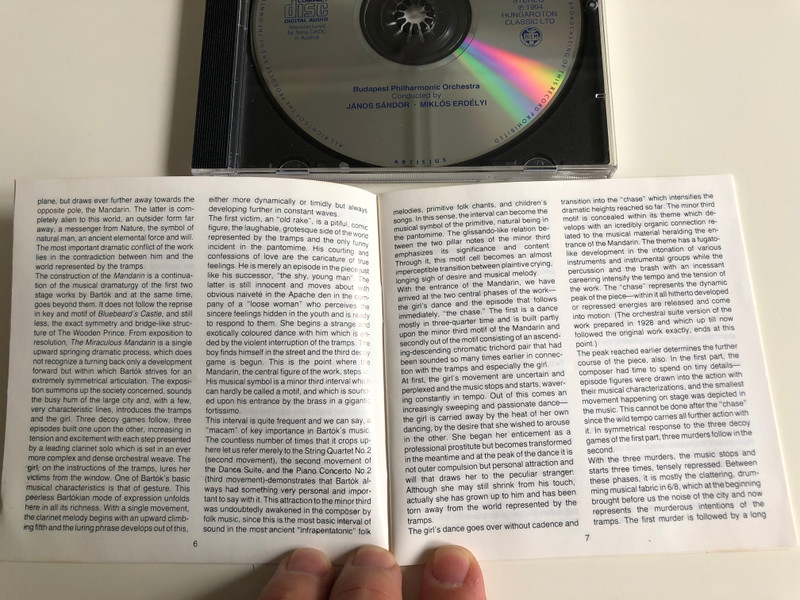 COMPACT
disc
DIGITAL AUDIO
Manufactured
by Sony DADC
in Austria
STEREO
℗ 1994
HUNGAROTON
CLASSIC LTD
Budapest Philharmonic Orchestra
Conducted by
JÁNOS SÁNDOR · MIKLÓS ERDÉLYI
ARTISJUS
plane, but draws ever further away towards the
opposite pole, the Mandarin. The latter is com-
pletely alien to this world, an outsider form far
away, a messenger from Nature, the symbol of
natural man, an ancient elemental force and will.
The most important dramatic conflict of the work
lies in the contradiction between him and the
world represented by the tramps.
The construction of the Mandarin is a continua-
tion of the musical dramaturgy of the first two
stage works by Bartók and at the same time,
goes beyond them. It does not follow the reprise
in key and motif of Bluebeard's Castle, and still
less, the exact symmetry and bridge-like struc-
ture of The Wooden Prince. From exposition to
resolution, The Miraculous Mandarin is a single
upward springing dramatic process, which does
not recognize a turning back only a development
forward but within which Bartók strives for an
extremely symmetrical articulation. The exposi-
tion summons up the society concerned, sounds
the busy hum of the large city and, with a few,
very characteristic lines, introduces the tramps
and the girl. Three decoy games follow, three
episodes built one upon the other, increasing in
tension and excitement with each step presented
by a leading clarinet solo which is set in an ever
more complex and dense orchestral weave. The
girl, on the instructions of the tramps, lures her
victims from the window. One of Bartók's basic
musical characteristics is that of gesture. This
peerless Bartókian mode of expression unfolds
here in all its richness. With a single movement,
the clarinet melody begins with an upward climb-
ing fifth and the luring phrase develops out of this,
either more dynamically or timidly but always
developing further in constant waves.
The first victim, an "old rake", is a pitiful, comic
figure, the laughable, grotesque side of the world
represented by the tramps and the only funny
incident in the pantomime. His courting and
confessions of love are the caricature of true
feelings. He is merely an episode in the piece just
like his successor, "the shy, young man". The
latter is still innocent and moves about with
obvious naiveté in the Apache den in the com-
pany of a "loose woman" who perceives the
sincere feelings hidden in the youth and is ready
to respond to them. She begins a strange and
exotically coloured dance with him which is en-
ded by the violent interruption of the tramps. The
boy finds himself in the street and the third decoy
game is begun. This is the point where the
Mandarin, the central figure of the work, steps in.
His musical symbol is a minor third interval which
can hardly be called a motif, and which is sound-
ed upon his entrance by the brass in a gigantic
fortissimo.
This interval is quite frequent and we can say, a
"macam" of key importance in Bartók's music.
The countless number of times that it crops up-
here let us refer merely to the String Quartet No.2
(second movement), the second movement of
the Dance Suite, and the Piano Concerto No.2
(third movement)-demonstrates that Bartók al-
ways had something very personal and impor-
tant to say with it. This attraction to the minor third
was undoubtedly awakened in the composer by
folk music, since this is the most basic interval of
sound in the most ancient "infrapentatonic" folk
6
melodies, primitive folk chants, and children's
songs. In this sense, the interval can become the
musical symbol of the primitive, natural being in
the pantomime. The glissando-like relation be-
tween the two pillar notes of the minor third
emphasizes its significance and content.
Through it, this motif cell becomes an almost
imperceptible transition between plaintive crying,
longing sigh of desire and musical melody.
With the entrance of the Mandarin, we have
arrived at the two central phases of the work—
the girl's dance and the episode that follows
immediately, "the chase." The first is a dance
mostly in three-quarter time and is built partly
upon the minor third motif of the Mandarin and
secondly out of the motif consisting of an ascend-
ing-descending chromatic trichord pair that had
been sounded so many times earlier in connec-
tion with the tramps and especially the girl.
At first, the girl's movement are uncertain and
perplexed and the music stops and starts, waver-
ing constantly in tempo. Out of this comes an
increasingly sweeping and passionate dance—
the girl is carried away by the heat of her own
dancing, by the desire that she wished to arouse
in the other. She began her enticement as a
professional prostitute but becomes transformed
in the meantime and at the peak of the dance it is
not outer compulsion but personal attraction and
will that draws her to the peculiar stranger:
Although she may still shrink from his touch,
actually she has grown up to him and has been
torn away from the world represented by the
tramps.
The girl's dance goes over without cadence and
transition into the "chase" which intensifies the
dramatic heights reached so far. The minor third
motif is concealed within its theme which de-
velops with an incredibly organic connection re-
lated to the musical material heralding the en-
trance of the Mandarin. The theme has a fugato-
like development in the intonation of various
instruments and instrumental groups while the
percussion and the brash with an incessant
careering intensify the tempo and the tension of
the work. The "chase" represents the dynamic
peak of the piece—within it all hitherto developed
or repressed energies are released and come
into motion. (The orchestral suite version of the
work prepared in 1928 and which up till now
followed the original work exactly, ends at this
point.)
The peak reached earlier determines the further
course of the piece, also. In the first part, the
composer had time to spend on tiny details—
episode figures were drawn into the action with
their musical characterizations, and the smallest
movement happening on stage was depicted in
the music. This cannot be done after the "chase"
since the wild tempo carries all further action with
it. In symmetrical response to the three decoy
games of the first part, three murders follow in the
second.
With the three murders, the music stops and
starts three times, tensely repressed. Between
these phases, it is mostly the clattering, drum-
ming musical fabric in 6/8, which at the beginning
brought before us the noise of the city and now
represents the murderous intentions of the
tramps. The first murder is followed by a long
7